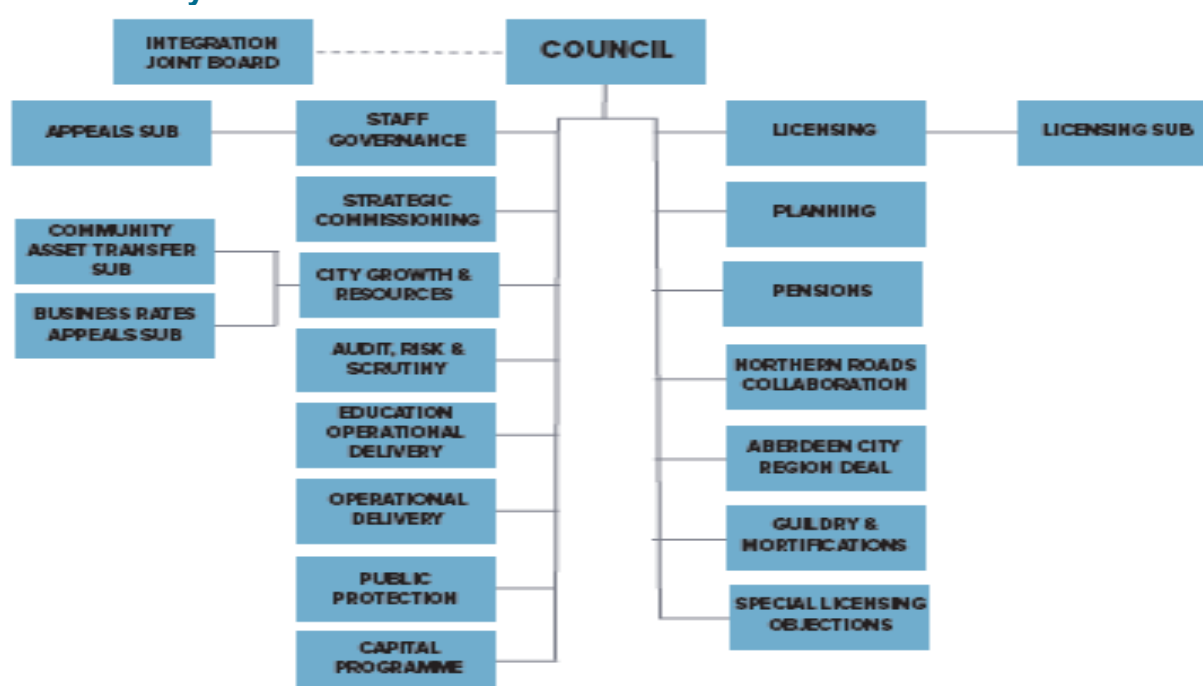 INTEGRATION
JOINT BOARD
COUNCIL
APPEALS SUB
STAFF
GOVERNANCE
LICENSING
LICENSING SUB
STRATEGIC
COMMISSIONING
PLANNING
COMMUNITY
ASSET TRANSFER
SUB
CITY GROWTH &
RESOURCES
PENSIONS
BUSINESS RATES
APPEALS SUB
AUDIT, RISK &
SCRUTINY
NORTHERN ROADS
COLLABORATION
EDUCATION
OPERATIONAL
DELIVERY
ABERDEEN CITY
REGION DEAL
OPERATIONAL
DELIVERY
GUILDRY &
MORTIFICATIONS
PUBLIC
PROTECTION
SPECIAL LICENSING
OBJECTIONS
CAPITAL
PROGRAMME